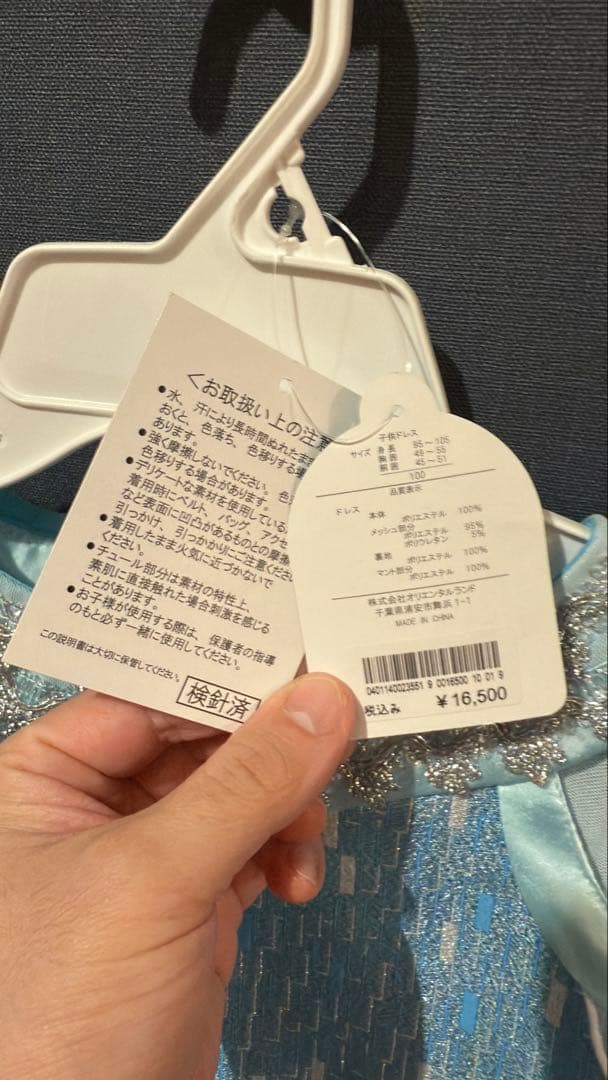 <お取扱い上の注意
●水、汗により長時間ぬれたまま
おくと、色落ち、色移りする場
あります。
●強く摩擦しないでください。色
色移りする場合があります。
●デリケートな素材を使用している
着用時にベルト、バッグ、アクセ
など表面に凹凸があるものとの摩擦
引っかけ、引っかかりにご注意くださ
●着用したまま火気に近づかないで
ください。
●チュール部分は素材の特性上、
素肌に直接触れた場合刺激を感じる
ことがあります。
●お子様が使用する際は、保護者の指導
のもと必ず一緒に使用してください。
この説明書は大切に保管してください。
検針済
子供ドレス
サイズ 身長 95～105
胸囲 49～55
胴囲 45～51
100
品質表示
ドレス 本体 ポリエステル 100%
メッシュ部分
ポリエステル 95%
ポリウレタン 5%
裏地 ポリエステル 100%
マント部分
ポリエステル 100%
株式会社オリエンタルランド
千葉県浦安市舞浜1-1
MADE IN CHINA
0401140023551 9 0016500 10 01 9
税込み ¥16,500